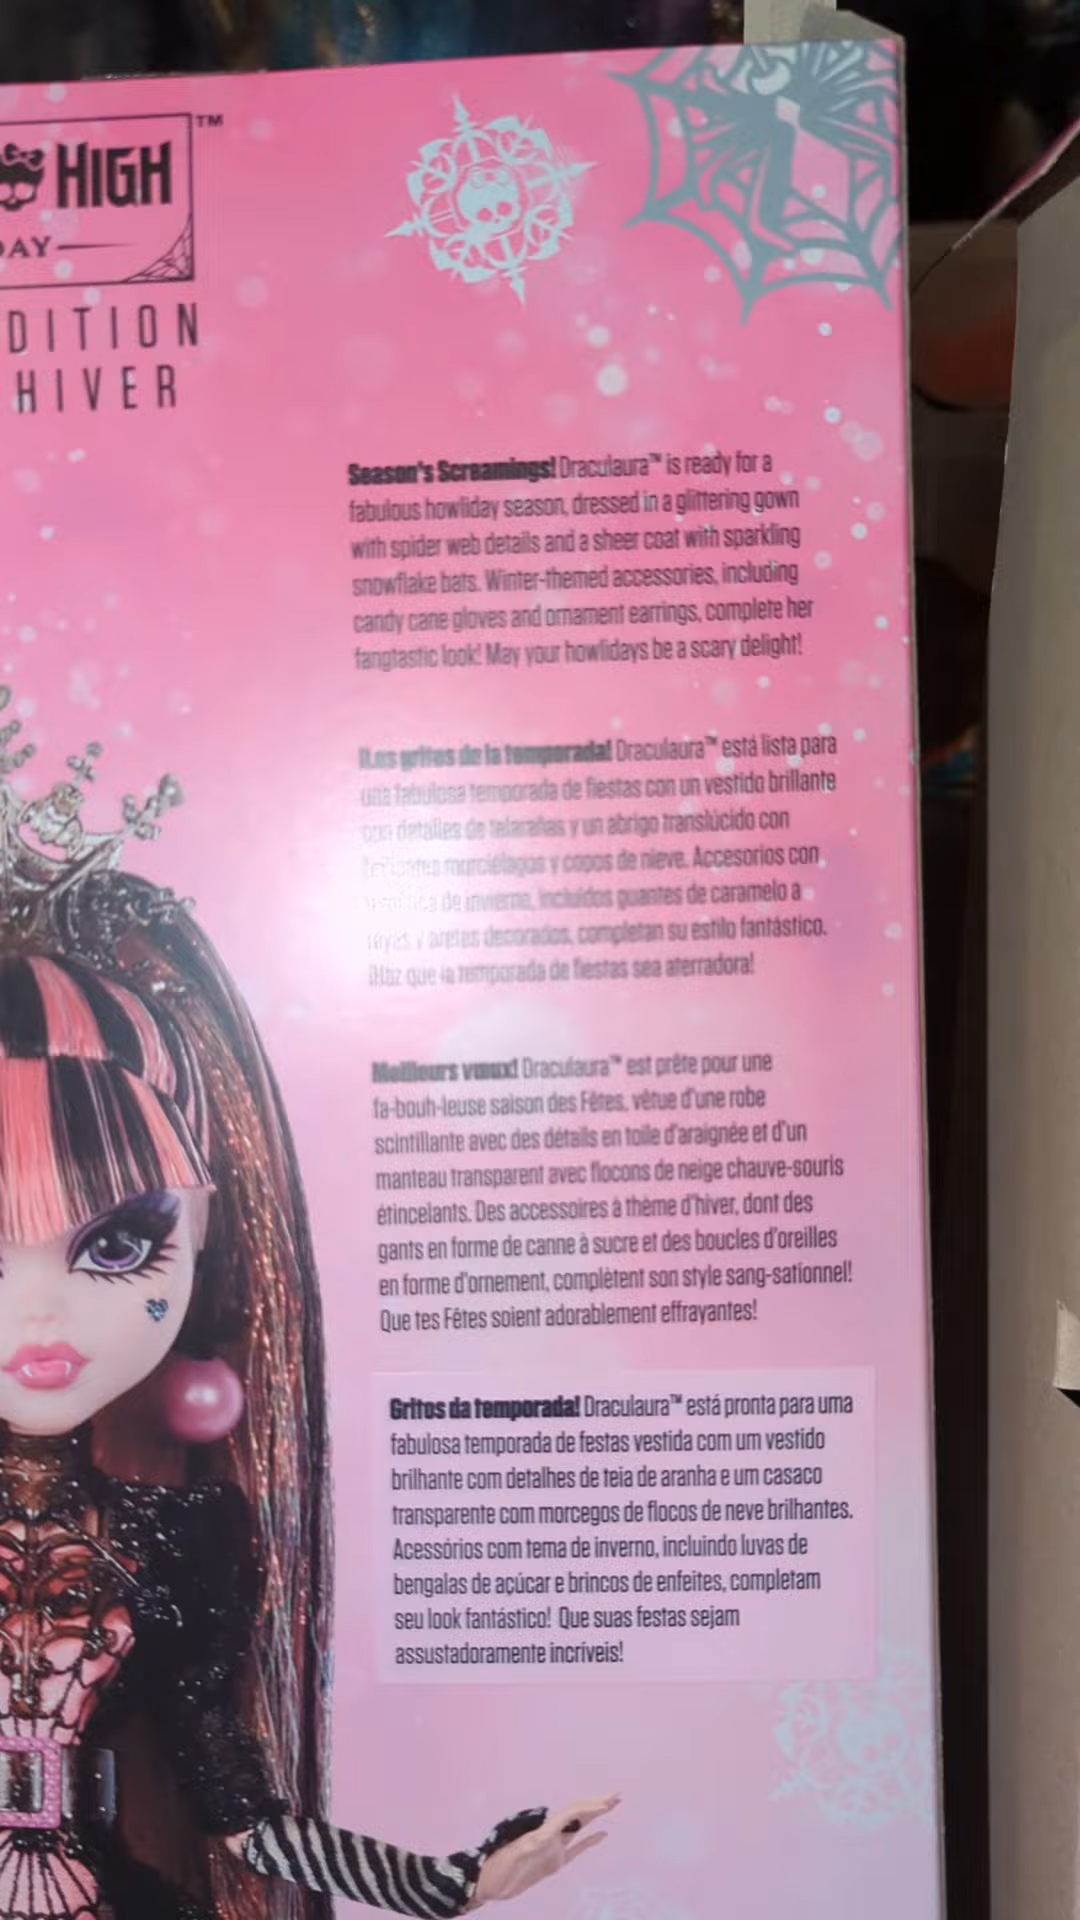 HIGH
TM
DAY
DITION
HIVER
Season's Screamings! Draculaura™ is ready for a
fabulous howliday season, dressed in a glittering gown
with spider web details and a sheer coat with sparkling
snowflake bats. Winter-themed accessories, including
candy cane gloves and ornament earrings, complete her
fangtastic look! May your howlidays be a scary delight!
¡Los gritos de la temporada! Draculaura™ está lista para
una fabulosa temporada de fiestas con un vestido brillante
con detalles de telarañas y un abrigo translúcido con
murciélagos y copos de nieve. Accesorios con
de invierno, incluidos guantes de caramelo a
rayas y aretes decorados, completan su estilo fantástico.
¡Haz que la temporada de fiestas sea aterradora!
Meilleurs vœux! Draculaura™ est prête pour une
fa-bouh-leuse saison des Fêtes, vêtue d'une robe
scintillante avec des détails en toile d'araignée et d'un
manteau transparent avec flocons de neige chauve-souris
étincelants. Des accessoires à thème d'hiver, dont des
gants en forme de canne à sucre et des boucles d'oreilles
en forme d'ornement, complètent son style sang-sationnel!
Que tes Fêtes soient adorablement effrayantes!
Gritos da temporada! Draculaura™ está pronta para uma
fabulosa temporada de festas vestida com um vestido
brilhante com detalhes de teia de aranha e um casaco
transparente com morcegos de flocos de neve brilhantes.
Acessórios com tema de inverno, incluindo luvas de
bengalas de açúcar e brincos de enfeites, completam
seu look fantástico! Que suas festas sejam
assustadoramente incríveis!